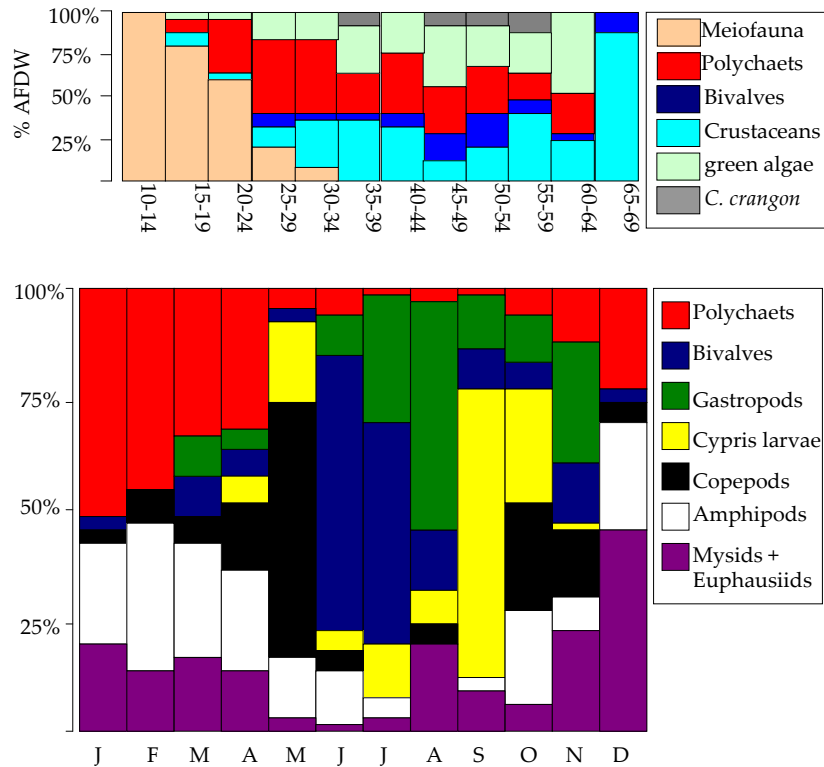 100%
75%
50%
25%
% AFDW
10-14
15-19
20-24
25-29
30-34
35-39
40-44
45-49
50-54
55-59
60-64
65-69
Meiofauna
Polychaets
Bivalves
Crustaceans
green algae
C. crangon
100%
75%
50%
25%
J F M A M J J A S O N D
Polychaets
Bivalves
Gastropods
Cypris larvae
Copepods
Amphipods
Mysids +
Euphausiids